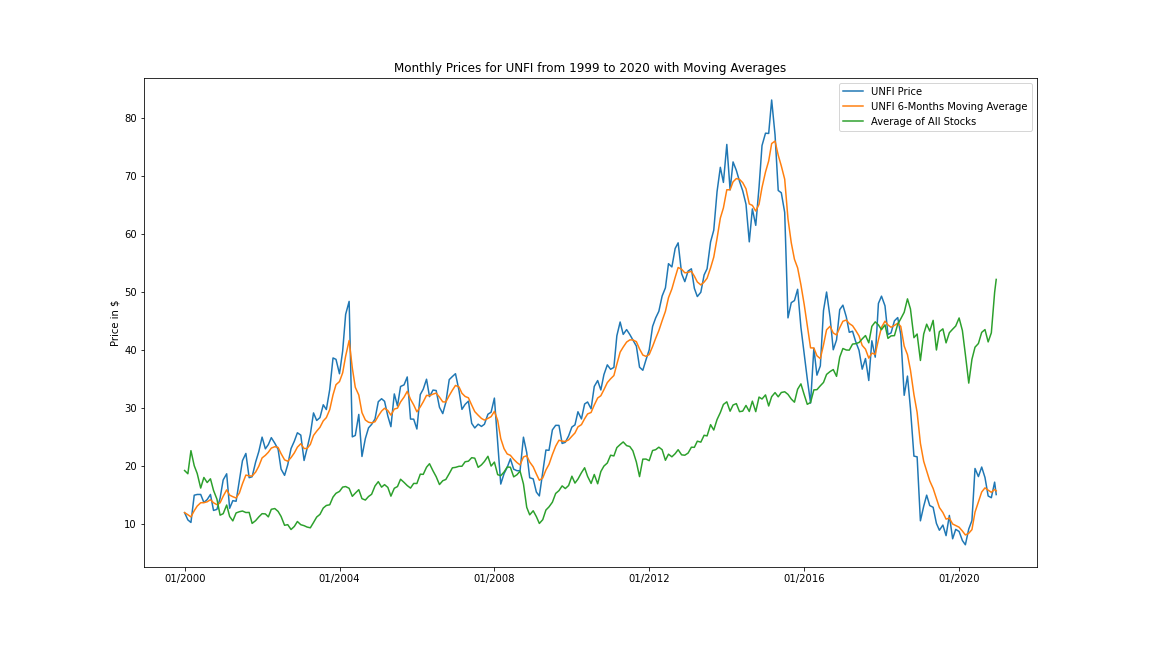 Monthly Prices for UNFI from 1999 to 2020 with Moving Averages
UNFI Price
UNFI 6-Months Moving Average
Average of All Stocks
Price in $
80
70
60
50
40
30
20
10
01/2000
01/2004
01/2008
01/2012
01/2016
01/2020